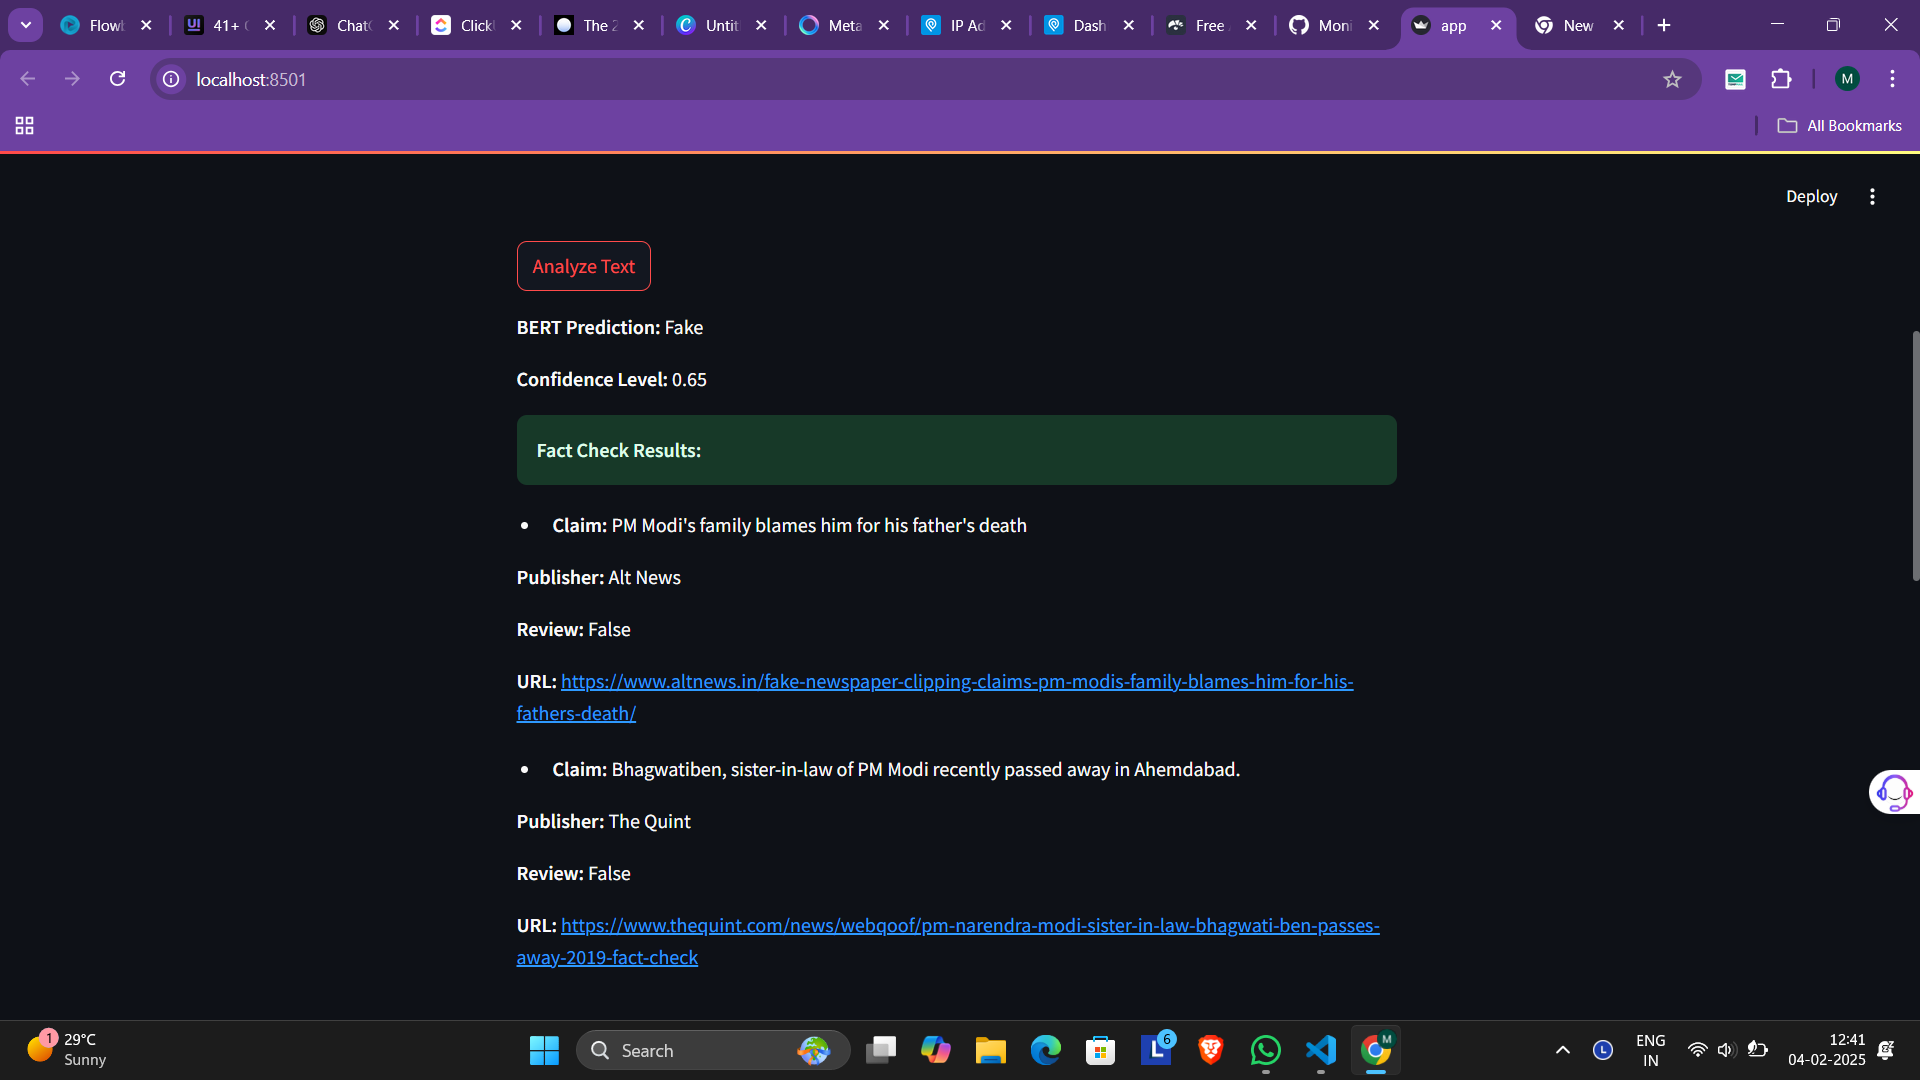 Flowb
41+
Chat
Click
The 2
Untit
Meta
IP Ad
Dash
Free
Moni
app
New
localhost:8501
M
All Bookmarks
Deploy
Analyze Text
BERT Prediction: Fake
Confidence Level: 0.65
Fact Check Results:
• Claim: PM Modi's family blames him for his father's death
Publisher: Alt News
Review: False
URL: https://www.altnews.in/fake-newspaper-clipping-claims-pm-modis-family-blames-him-for-his-
fathers-death/
• Claim: Bhagwatiben, sister-in-law of PM Modi recently passed away in Ahemdabad.
Publisher: The Quint
Review: False
URL: https://www.thequint.com/news/webqoof/pm-narendra-modi-sister-in-law-bhagwati-ben-passes-
away-2019-fact-check
1
29°C
Sunny
Search
6
M
L
ENG
IN
12:41
04-02-2025